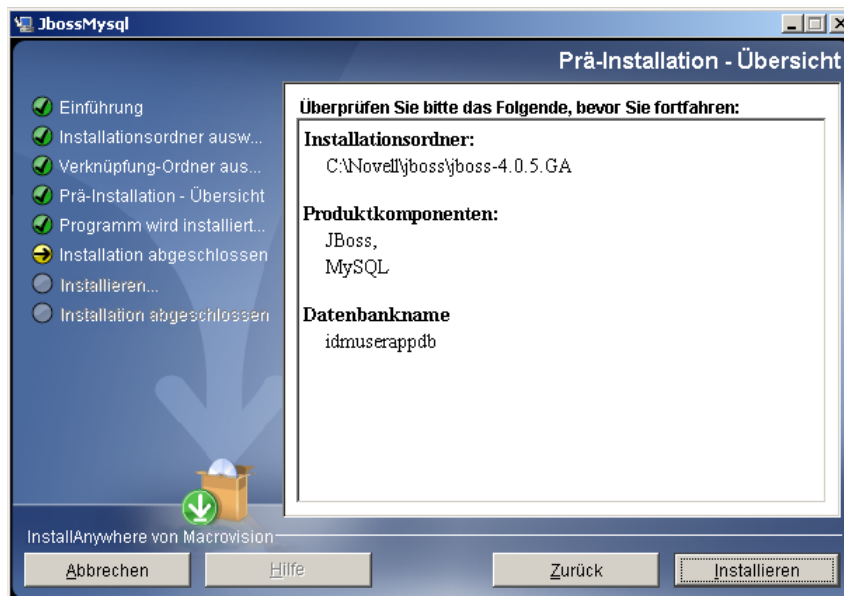 JbossMysql
Prä-Installation - Übersicht
Einführung
Installationsordner ausw...
Verknüpfung-Ordner aus...
Prä-Installation - Übersicht
Programm wird installiert...
Installation abgeschlossen
Installieren...
Installation abgeschlossen
Überprüfen Sie bitte das Folgende, bevor Sie fortfahren:
Installationsordner:
C:\Novell\jboss\jboss-4.0.5.GA
Produktkomponenten:
JBoss,
MySQL
Datenbankname
idmuserappdb
InstallAnywhere von Macrovision
Abbrechen
Hilfe
Zurück
Installieren